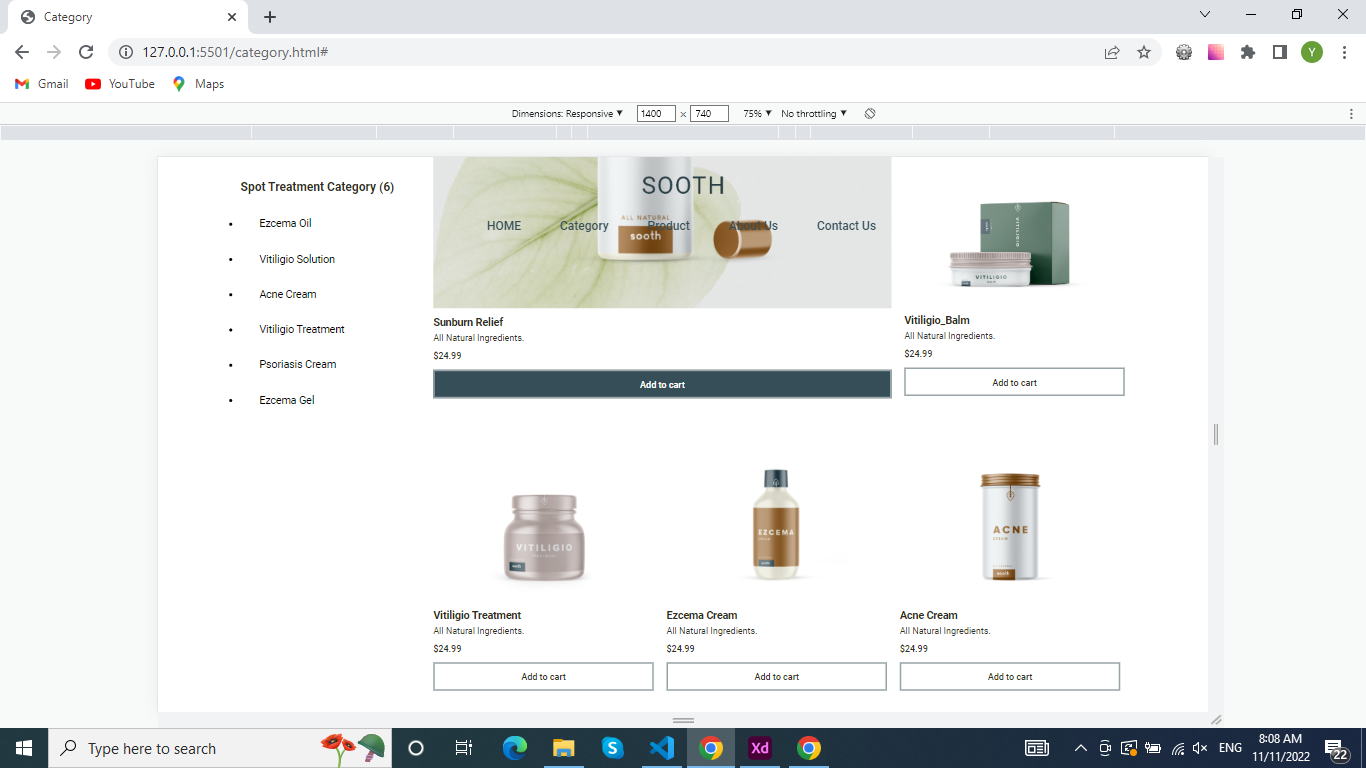 Category
127.0.0.1:5501/category.html#
Y
Gmail YouTube Maps
Dimensions: Responsive ▼ 1400 × 740 75% ▼ No throttling ▼
Spot Treatment Category (6)
• Ezcema Oil
• Vitiligio Solution
• Acne Cream
• Vitiligio Treatment
• Psoriasis Cream
• Ezcema Gel
SOOTH
HOME Category Product About Us Contact Us
ALL NATURAL
sooth
VITILIGIO
VITILIGIO
Sunburn Relief
All Natural Ingredients.
$24.99
Add to cart
Vitiligio_Balm
All Natural Ingredients.
$24.99
Add to cart
VITILIGIO
sooth
Vitiligio Treatment
All Natural Ingredients.
$24.99
Add to cart
EZCEMA
CREAM
sooth
Ezcema Cream
All Natural Ingredients.
$24.99
Add to cart
ACNE
CREAM
sooth
Acne Cream
All Natural Ingredients.
$24.99
Add to cart
Type here to search
S
Xd
ENG
8:08 AM
11/11/2022
22